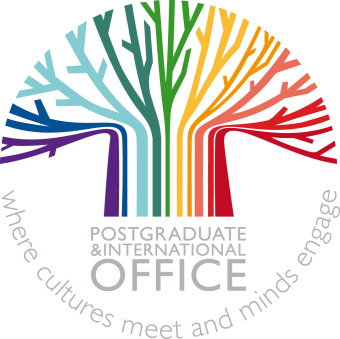 POSTGRADUATE
&INTERNATIONAL
OFFICE
where cultures meet and minds engage